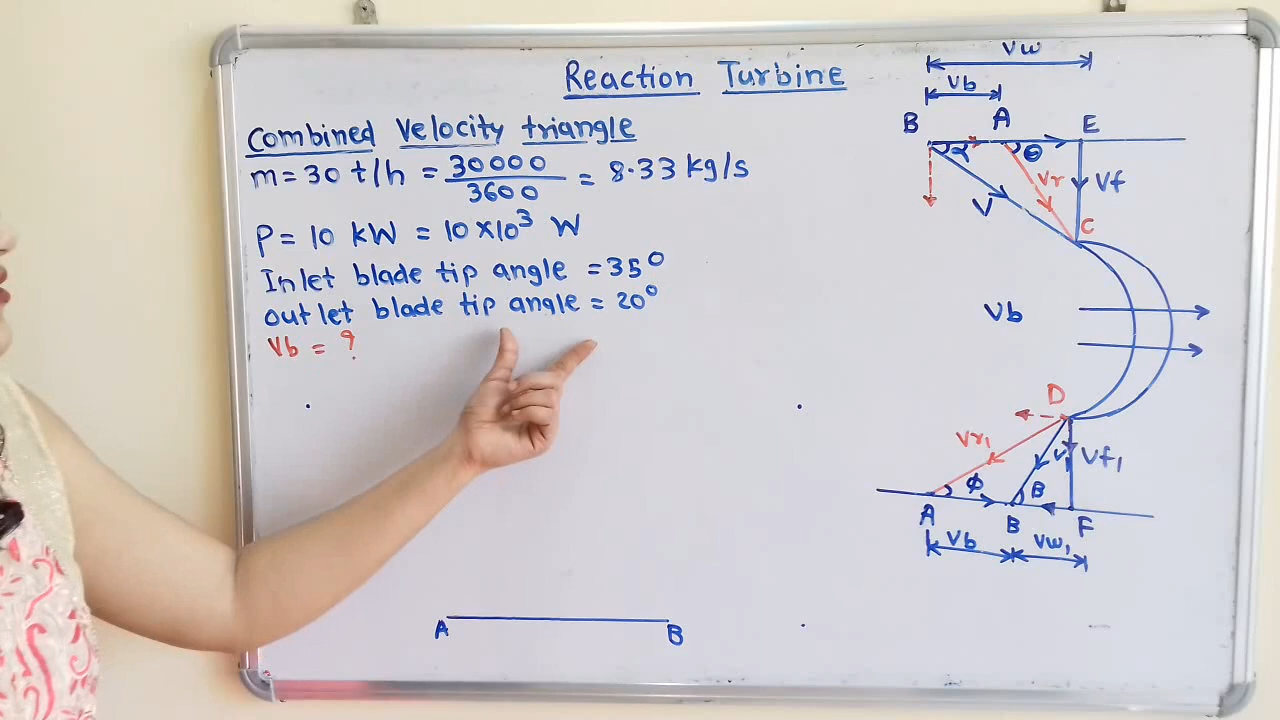 Reaction Turbine
Combined Velocity triangle
m = 30 t/h = 30000/3600 = 8.33 kg/s
P = 10 kW = 10 × 10³ W
Inlet blade tip angle = 35°
outlet blade tip angle = 20°
Vb = ?
A B
Vw
Vb
B A E
α θ
V Vr Vf
C
Vb
D
Vr₁ V₁ Vf₁
ϕ β
A B F
Vb Vw₁